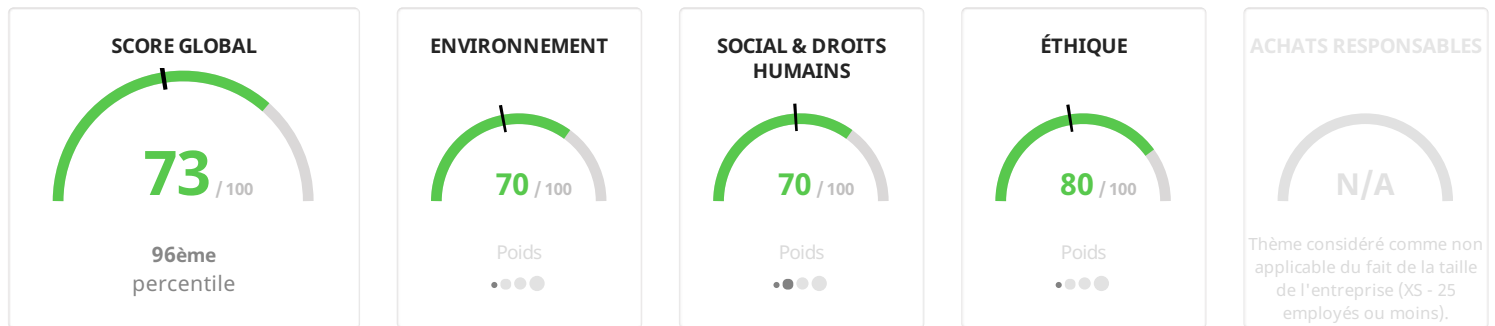 SCORE GLOBAL
73 / 100
96ème
percentile
ENVIRONNEMENT
70 / 100
Poids
SOCIAL & DROITS
HUMAINS
70 / 100
Poids
ÉTHIQUE
80 / 100
Poids
ACHATS RESPONSABLES
N/A
Thème considéré comme non
applicable du fait de la taille
de l'entreprise (XS - 25
employés ou moins).